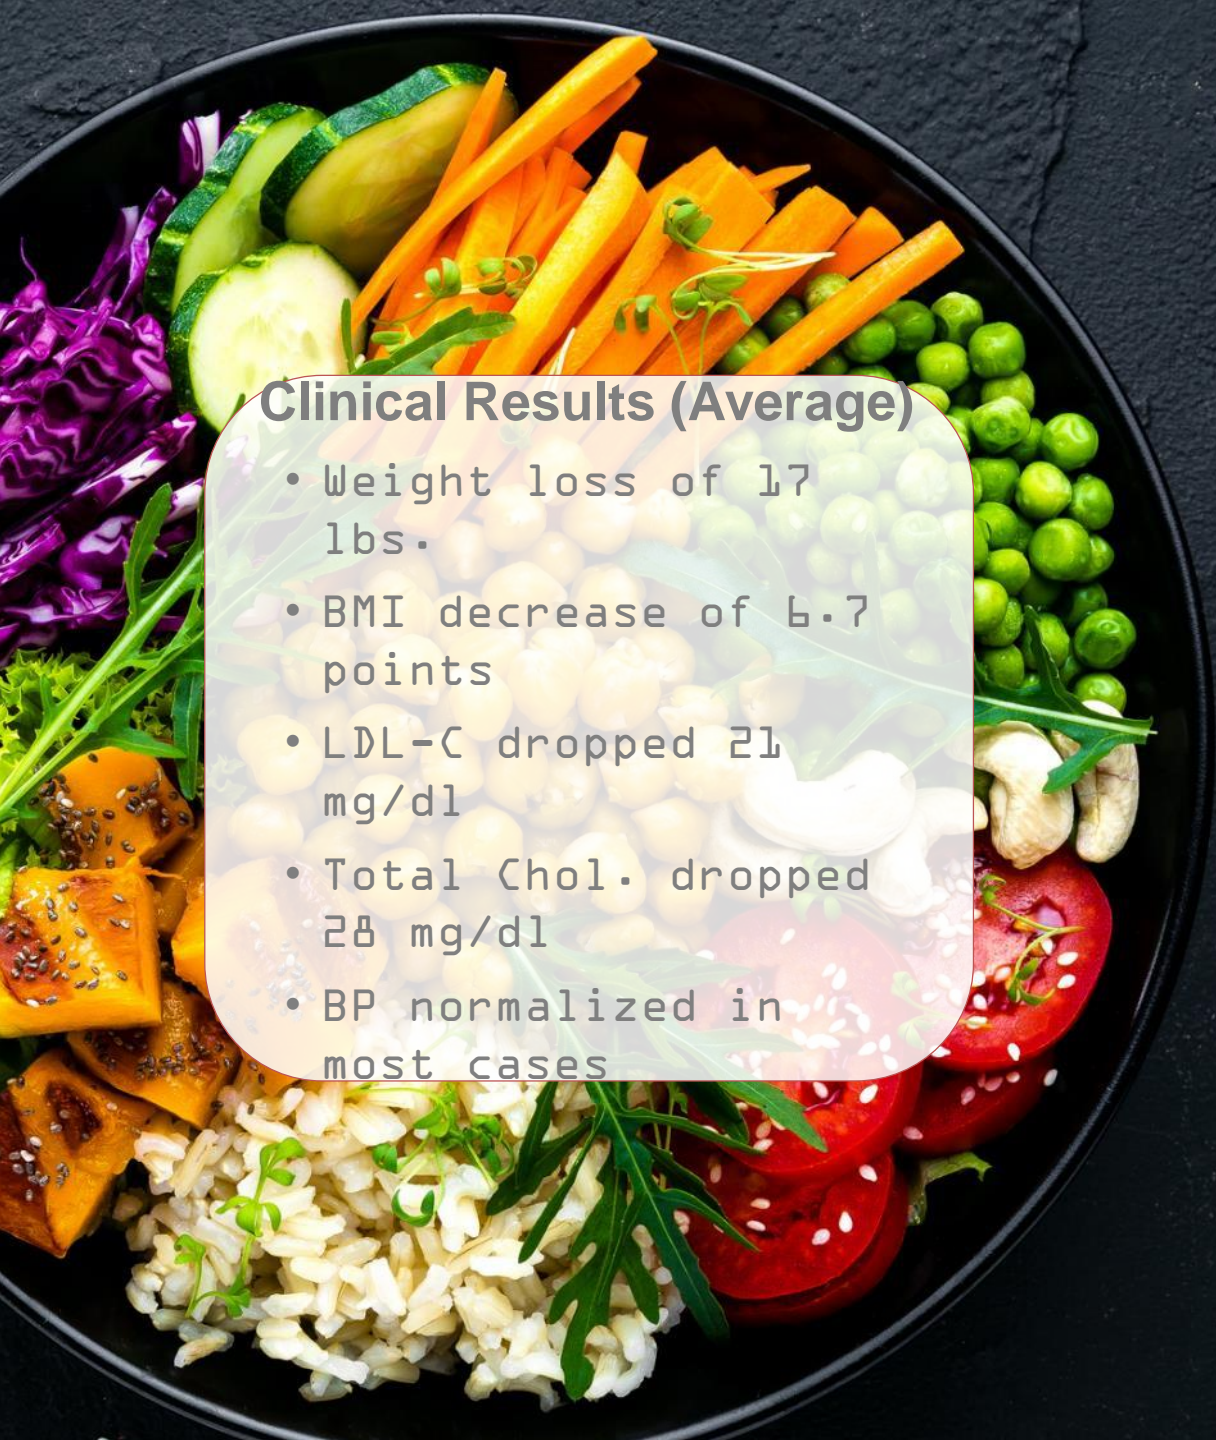 Clinical Results (Average)
• Weight loss of 17
lbs.
• BMI decrease of 6.7
points
• LDL-C dropped 21
mg/dl
• Total Chol. dropped
28 mg/dl
• BP normalized in
most cases